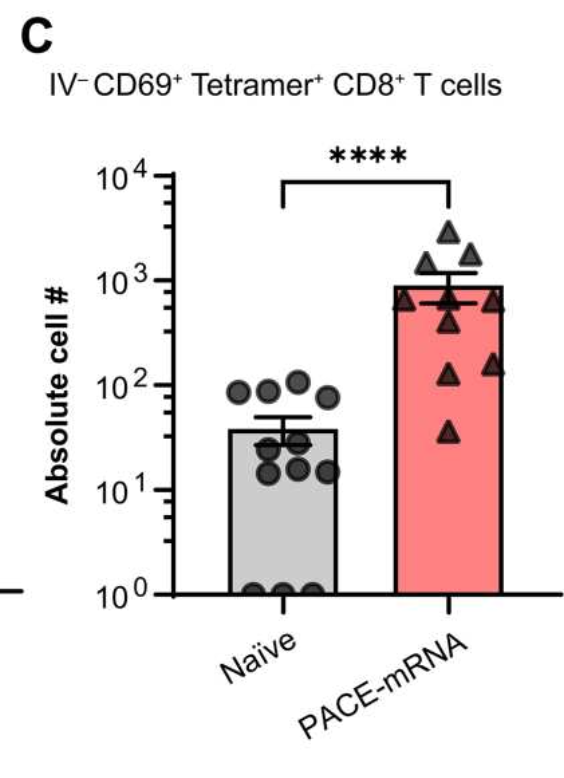 C
IV⁻ CD69⁺ Tetramer⁺ CD8⁺ T cells
****
10⁴
10³
10²
10¹
10⁰
Absolute cell #
Naïve
PACE-mRNA